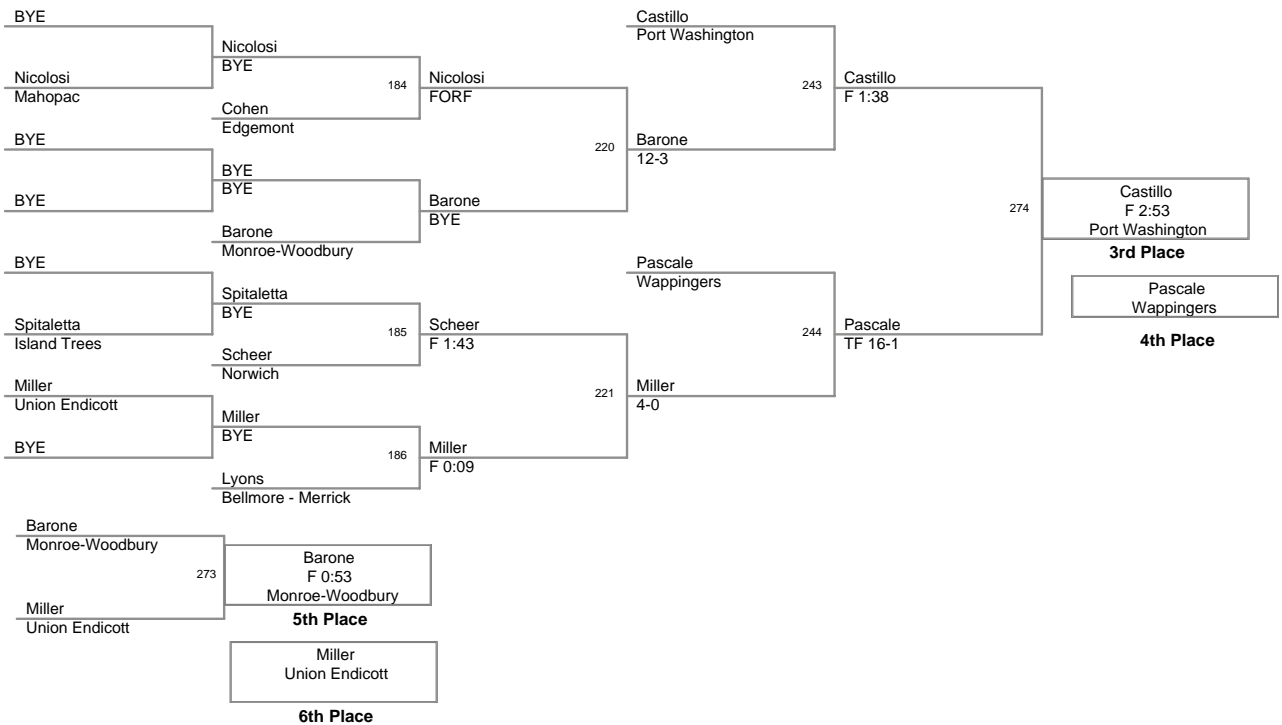 BYE
Nicolosi
Mahopac
BYE
BYE
BYE
Spitaletta
Island Trees
Miller
Union Endicott
BYE
Nicolosi
BYE
184
Cohen
Edgemont
BYE
BYE
Barone
Monroe-Woodbury
Spitaletta
BYE
185
Scheer
Norwich
Miller
BYE
186
Lyons
Bellmore - Merrick
Nicolosi
FORF
220
Barone
BYE
Scheer
F 1:43
221
Miller
F 0:09
Castillo
Port Washington
243
Barone
12-3
Pascale
Wappingers
244
Miller
4-0
Castillo
F 1:38
274
Pascale
TF 16-1
Castillo
F 2:53
Port Washington
3rd Place
Pascale
Wappingers
4th Place
Barone
Monroe-Woodbury
273
Miller
Union Endicott
Barone
F 0:53
Monroe-Woodbury
5th Place
Miller
Union Endicott
6th Place